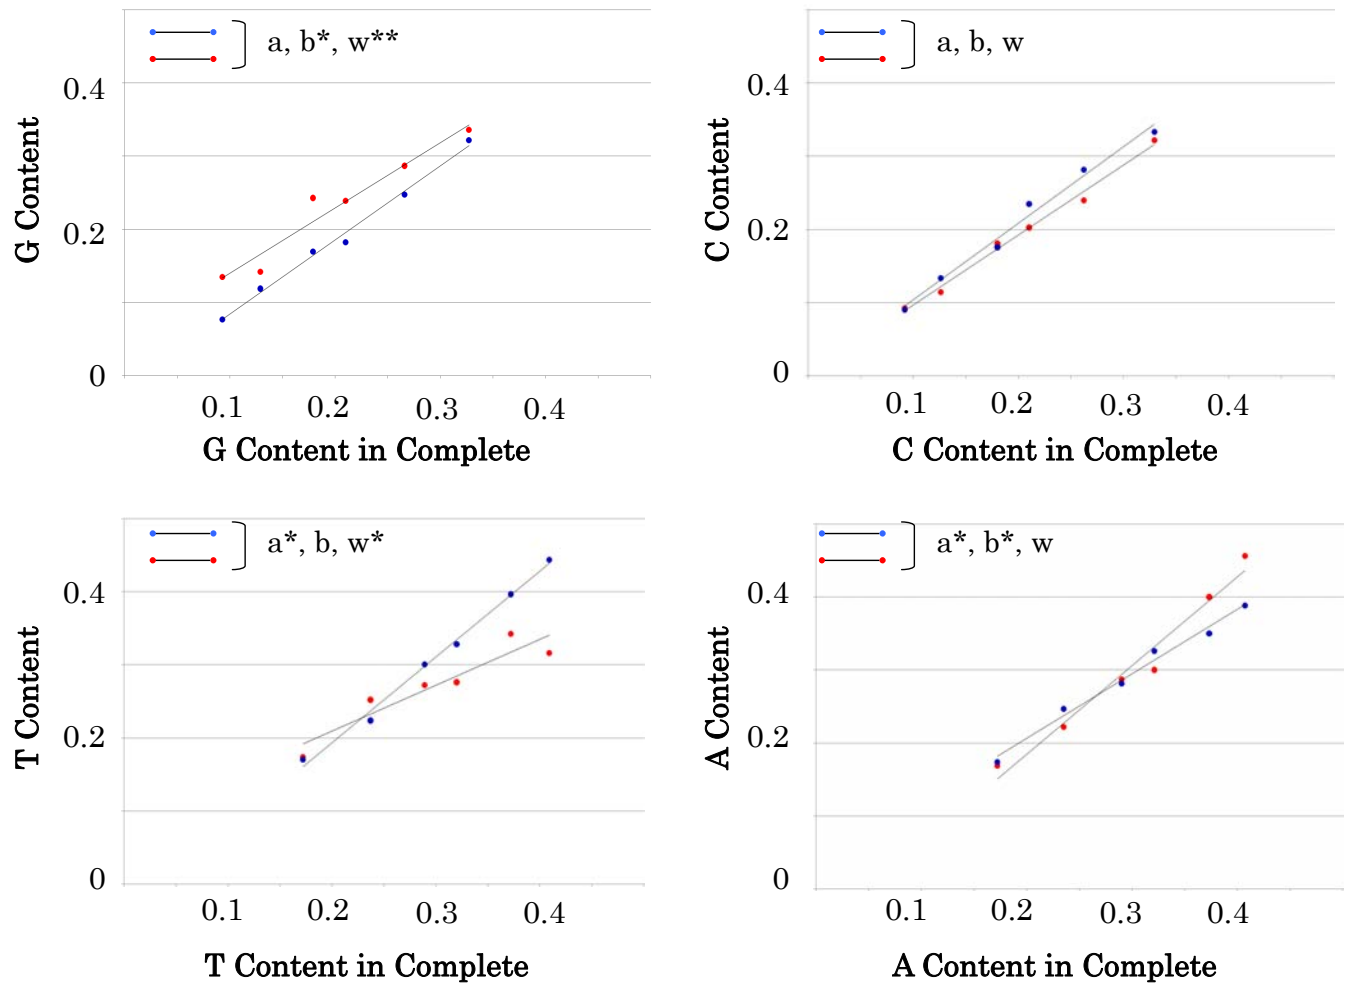 a, b*, w**
G Content
0.4
0.2
0
0.1 0.2 0.3 0.4
G Content in Complete
a, b, w
C Content
0.4
0.2
0
0.1 0.2 0.3 0.4
C Content in Complete
a*, b, w*
T Content
0.4
0.2
0
0.1 0.2 0.3 0.4
T Content in Complete
a*, b*, w
A Content
0.4
0.2
0
0.1 0.2 0.3 0.4
A Content in Complete